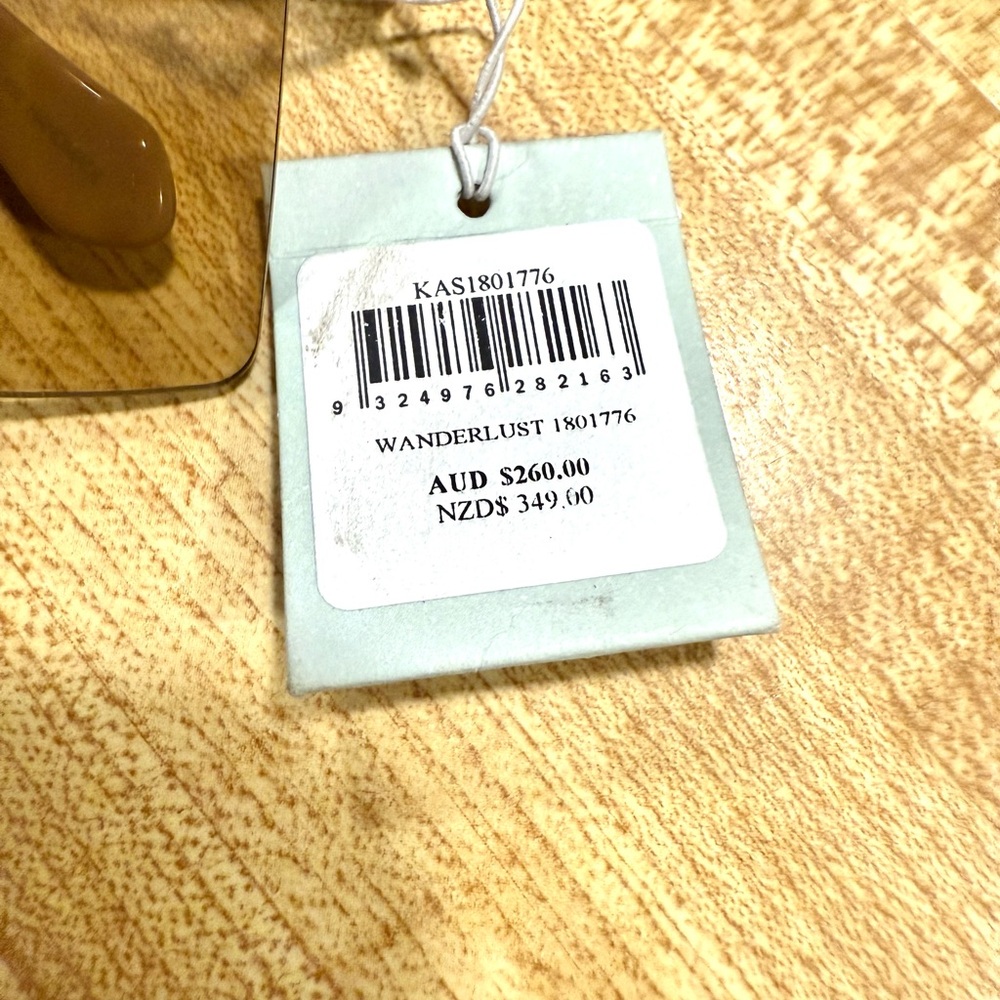 KAS1801776
9 324976 282163
WANDERLUST 1801776
AUD $260.00
NZD$ 349.00